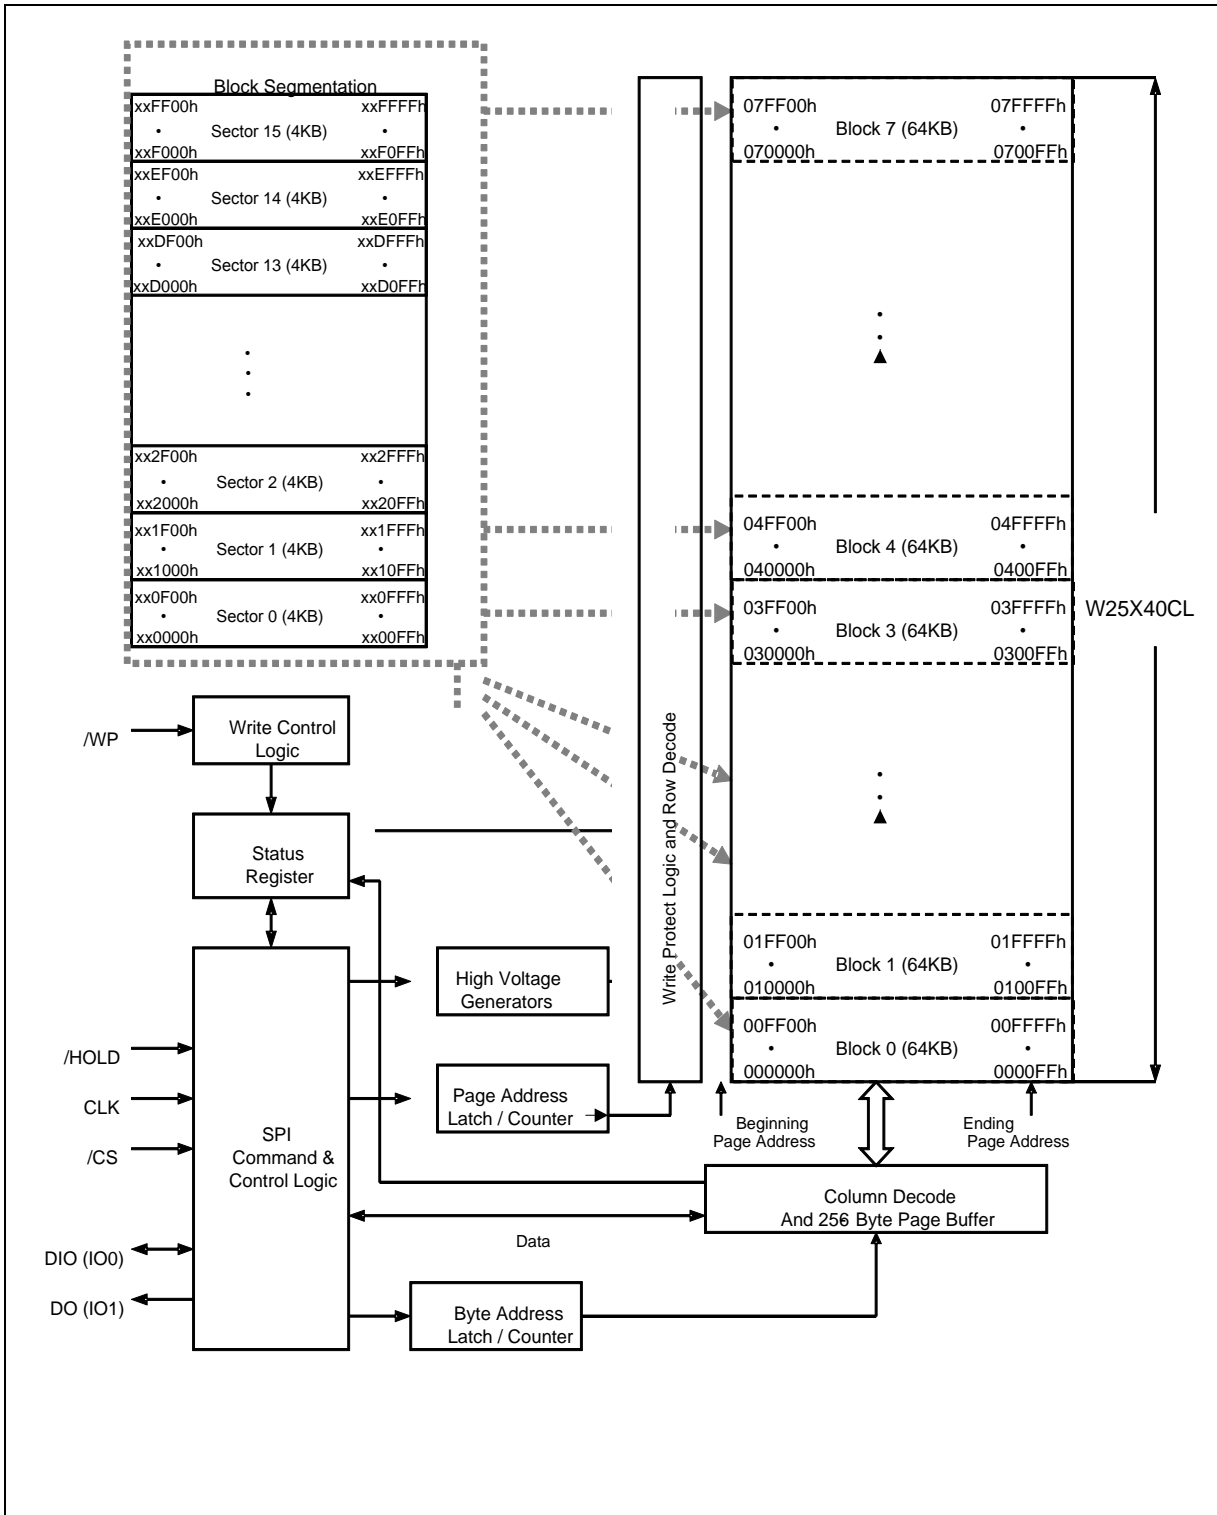 Block Segmentation
xxFF00h xxFFFFh
• Sector 15 (4KB) •
xxF000h xxF0FFh
xxEF00h xxEFFFh
• Sector 14 (4KB) •
xxE000h xxE0FFh
xxDF00h xxDFFFh
• Sector 13 (4KB) •
xxD000h xxD0FFh
xx2F00h xx2FFFh
• Sector 2 (4KB) •
xx2000h xx20FFh
xx1F00h xx1FFFh
• Sector 1 (4KB) •
xx1000h xx10FFh
xx0F00h xx0FFFh
• Sector 0 (4KB) •
xx0000h xx00FFh
07FF00h 07FFFFh
• Block 7 (64KB) •
070000h 0700FFh
04FF00h 04FFFFh
• Block 4 (64KB) •
040000h 0400FFh
03FF00h 03FFFFh
• Block 3 (64KB) •
030000h 0300FFh
01FF00h 01FFFFh
• Block 1 (64KB) •
010000h 0100FFh
00FF00h 00FFFFh
• Block 0 (64KB) •
000000h 0000FFh
W25X40CL
Write Protect Logic and Row Decode
/WP
Write Control
Logic
Status
Register
High Voltage
Generators
/HOLD
CLK
/CS
DIO (IO0)
DO (IO1)
SPI
Command &
Control Logic
Page Address
Latch / Counter
Beginning
Page Address
Ending
Page Address
Column Decode
And 256 Byte Page Buffer
Data
Byte Address
Latch / Counter